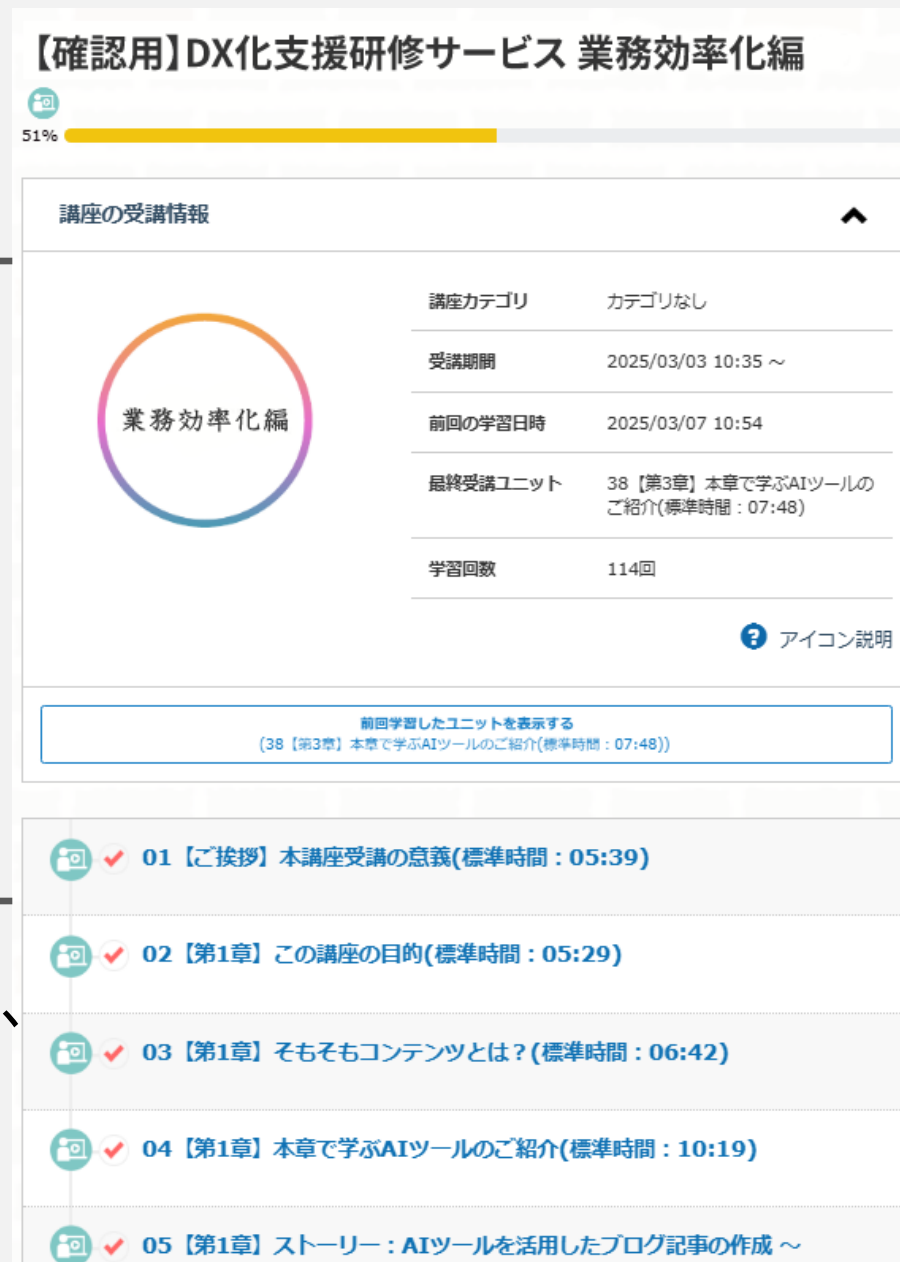 【確認用】DX化支援研修サービス 業務効率化編
51%
講座の受講情報
業務効率化編
講座カテゴリ カテゴリなし
受講期間 2025/03/03 10:35 ～
前回の学習日時 2025/03/07 10:54
最終受講ユニット 38【第3章】本章で学ぶAIツールの
ご紹介(標準時間：07:48)
学習回数 114回
? アイコン説明
前回学習したユニットを表示する
(38【第3章】本章で学ぶAIツールのご紹介(標準時間：07:48))
01【ご挨拶】本講座受講の意義(標準時間：05:39)
02【第1章】この講座の目的(標準時間：05:29)
03【第1章】そもそもコンテンツとは？(標準時間：06:42)
04【第1章】本章で学ぶAIツールのご紹介(標準時間：10:19)
05【第1章】ストーリー：AIツールを活用したブログ記事の作成 ～